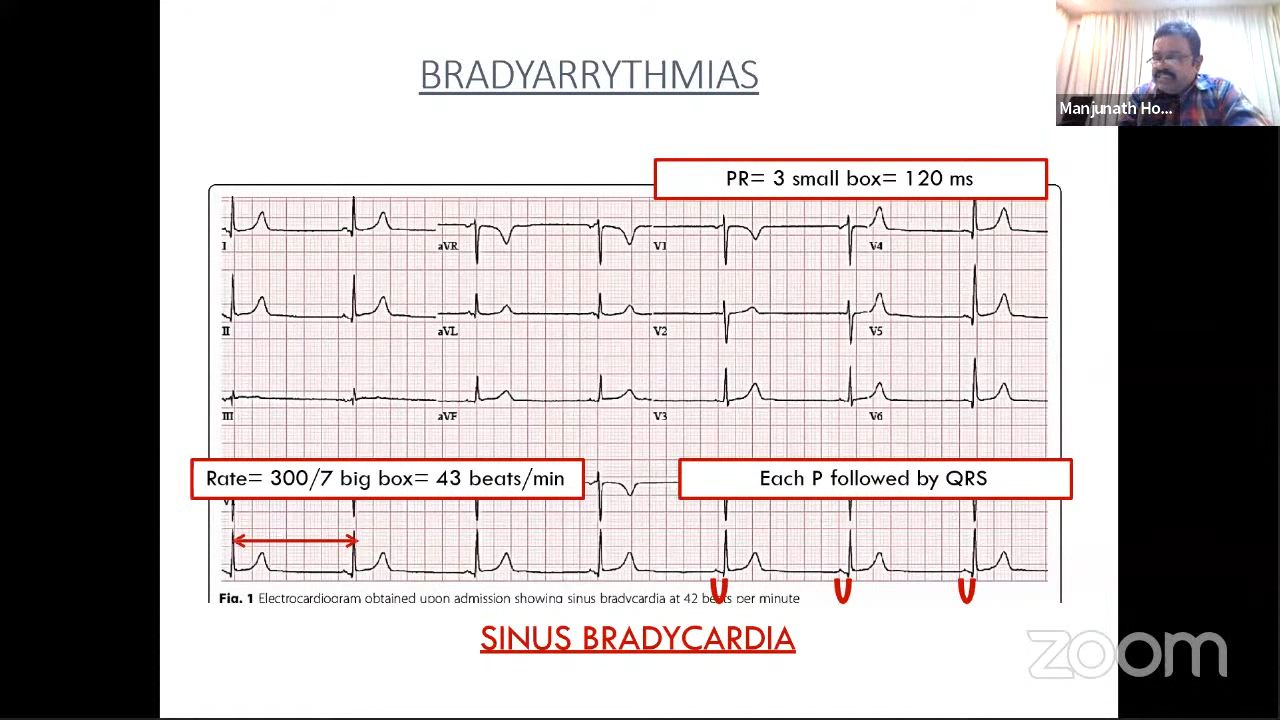 BRADYARRYTHMIAS
Manjunath Ho...
PR= 3 small box= 120 ms
I
aVR
V1
V4
II
aVL
V2
V5
III
aVF
V3
V6
Rate= 300/7 big box= 43 beats/min
Each P followed by QRS
Fig. 1 Electrocardiogram obtained upon admission showing sinus bradycardia at 42 beats per minute
SINUS BRADYCARDIA
zoom